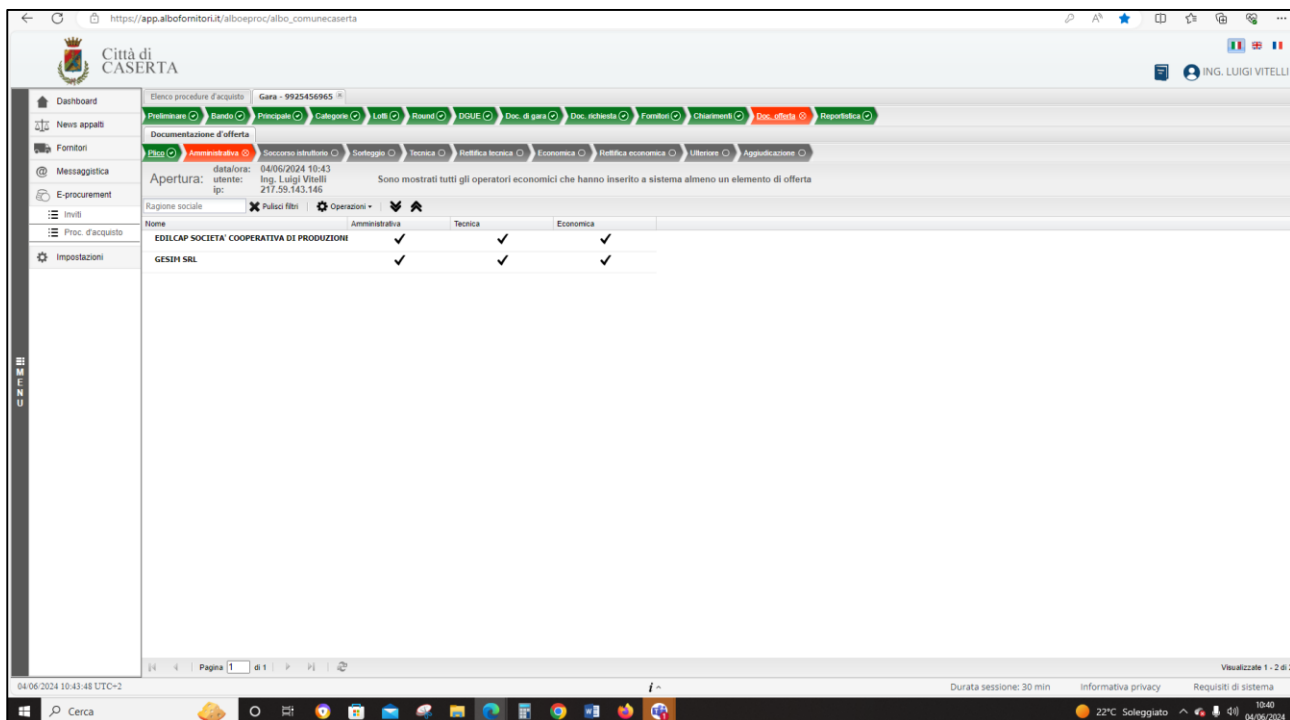 https://app.albofornitori.it/alboeproc/albo_comunecaserta
Città di
CASERTA
ING. LUIGI VITELLI
Dashboard
News appalti
Fornitori
Messaggistica
E-procurement
Inviti
Proc. d'acquisto
Impostazioni
MENU
Elenco procedure d'acquisto Gara - 9925456965
Preliminare Bando Principale Categorie Lotti Round DGUE Doc. di gara Doc. richiesta Fornitori Chiarimenti Doc. offerta Reportistica
Documentazione d'offerta
Plico Amministrativa Soccorso istruttorio Sorteggio Tecnica Rettifica tecnica Economica Rettifica economica Ulteriore Aggiudicazione
Apertura: data/ora: 04/06/2024 10:43
utente: Ing. Luigi Vitelli
ip: 217.59.143.146
Sono mostrati tutti gli operatori economici che hanno inserito a sistema almeno un elemento di offerta
Ragione sociale Pulisci filtri Operazioni
Nome Amministrativa Tecnica Economica
EDILCAP SOCIETA' COOPERATIVA DI PRODUZIONE
GESIM SRL
Pagina 1 di 1
Visualizzate 1 - 2 di 2
04/06/2024 10:43:48 UTC+2
i
Durata sessione: 30 min Informativa privacy Requisiti di sistema
Cerca
22°C Soleggiato
10:40
04/06/2024